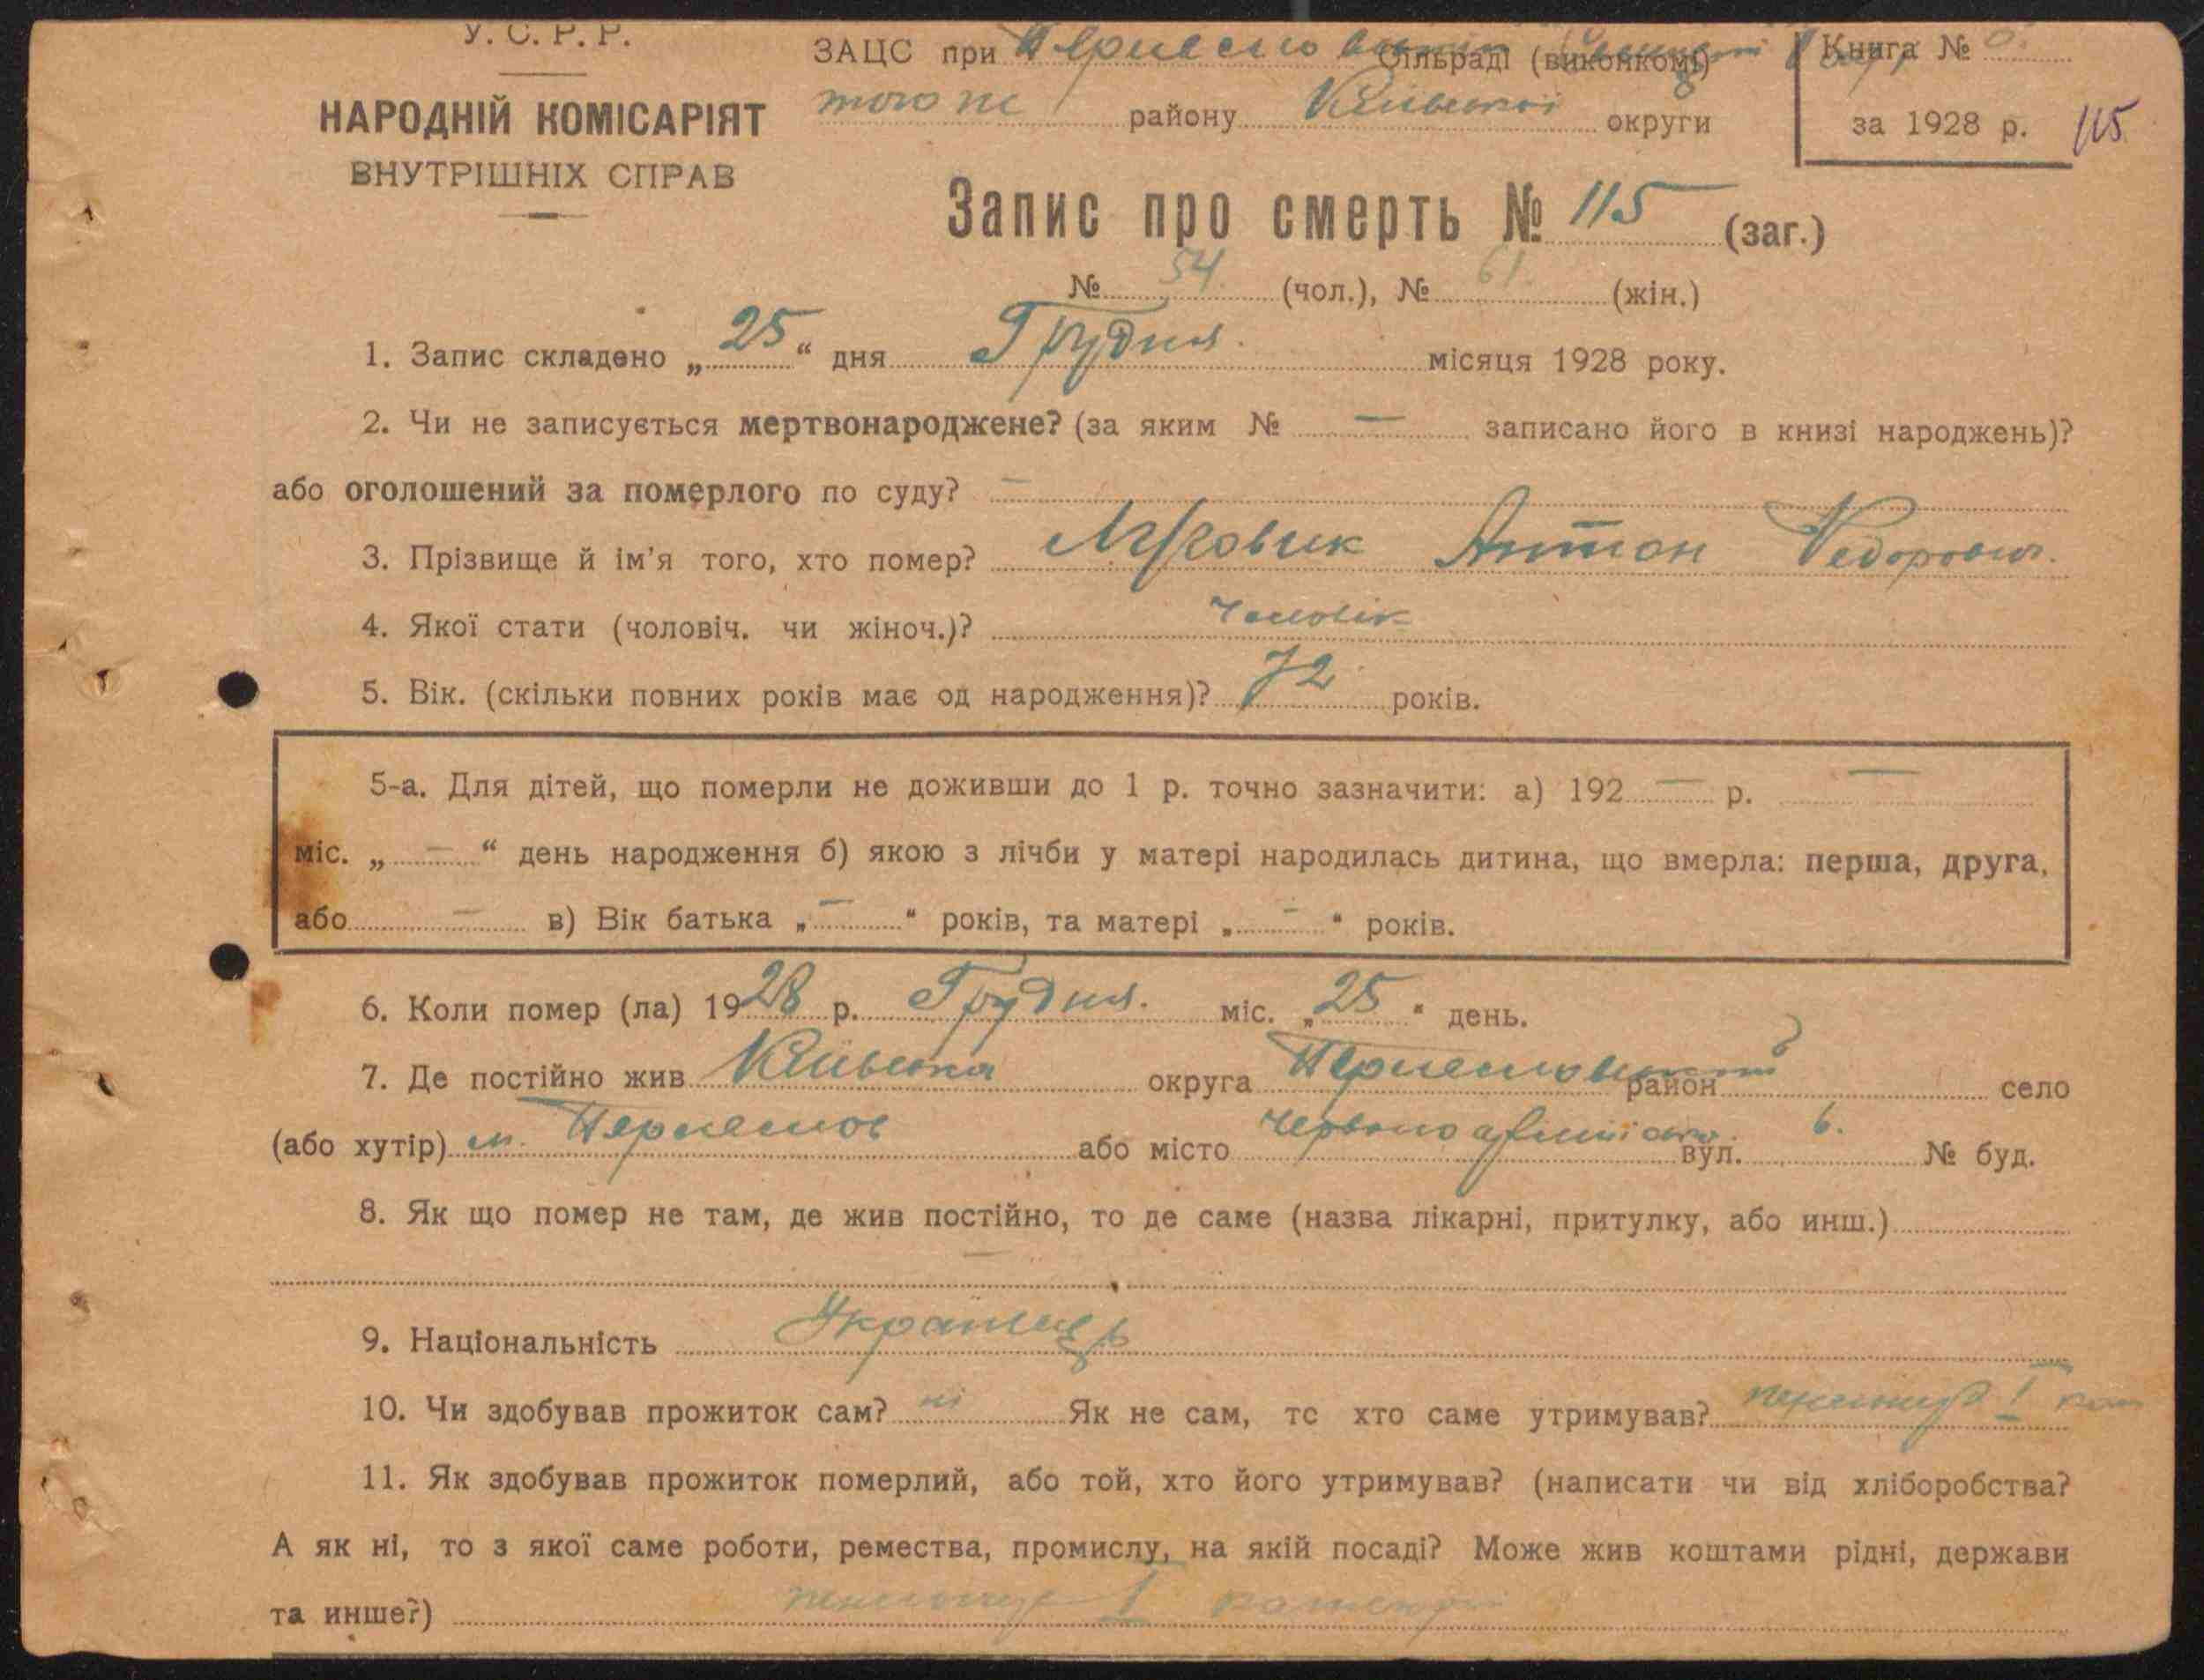 У. С. Р. Р.
НАРОДНІЙ КОМІСАРІЯТ
ВНУТРІШНІХ СПРАВ
ЗАЦС при Сільраді (виконкомі)
того ж району Київської округи
Книга №
за 1928 р. 115
Запис про смерть № 115 (заг.)
№ 54. (чол.), № 61. (жін.)
1. Запис складено „25“ дня Грудня. місяця 1928 року.
2. Чи не записується мертвонароджене? (за яким № — записано його в книзі народжень)?
або оголошений за померлого по суду? —
3. Прізвище й ім'я того, хто помер? Антон Федорович.
4. Якої стати (чоловіч. чи жіноч.)? Чоловік
5. Вік. (скільки повних років має од народження)? 72 років.
5-а. Для дітей, що померли не доживши до 1 р. точно зазначити: а) 192 — р. —
міс. „ — “ день народження б) якою з лічби у матері народилась дитина, що вмерла: перша, друга,
або — в) Вік батька „ — “ років, та матері „ — “ років.
6. Коли помер (ла) 1928 р. Грудня. міс. „25“ день.
7. Де постійно жив Київська округа район село
(або хутір) м. або місто Червоноармійська. вул. 6. № буд.
8. Як що помер не там, де жив постійно, то де саме (назва лікарні, притулку, або инш.)
—
9. Національність Українець
10. Чи здобував прожиток сам? ні Як не сам, то хто саме утримував? I
11. Як здобував прожиток померлий, або той, хто його утримував? (написати чи від хліборобства?
А як ні, то з якої саме роботи, ремества, промислу, на якій посаді? Може жив коштами рідні, держави
та инше?) I